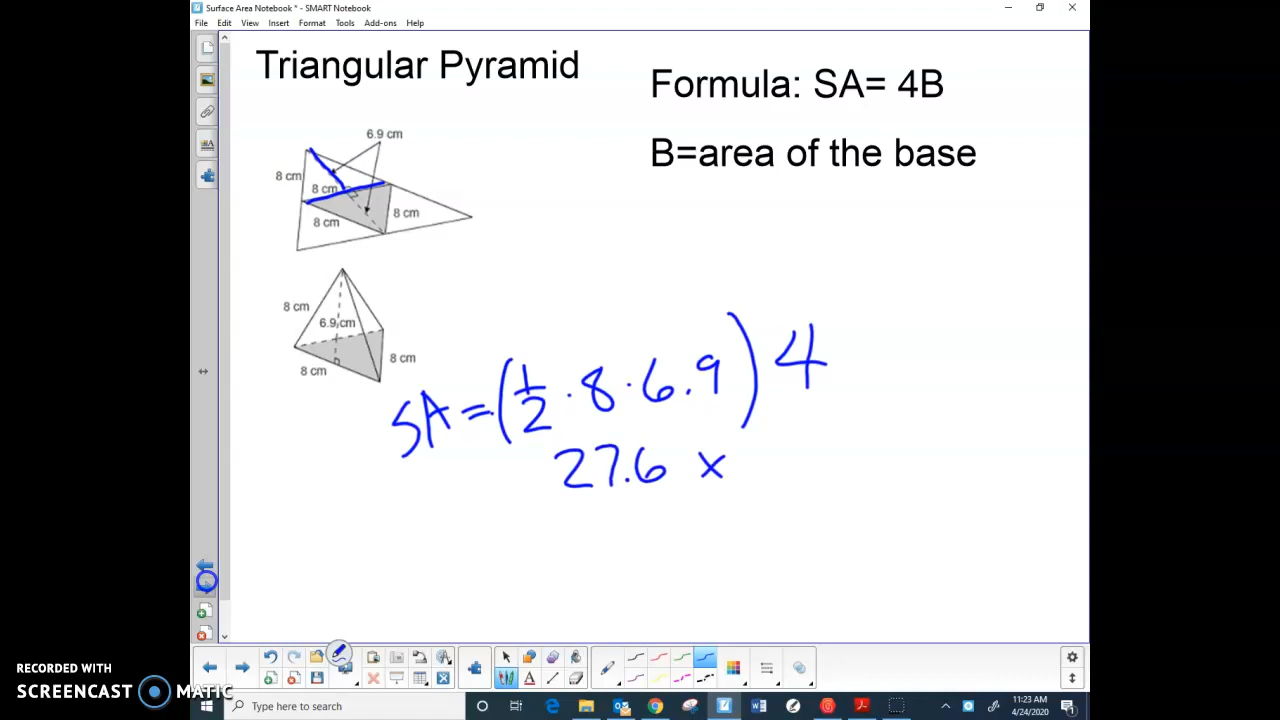 Surface Area Notebook * - SMART Notebook
File Edit View Insert Format Tools Add-ons Help
Triangular Pyramid
Formula: SA= 4B
B=area of the base
6.9 cm
8 cm
8 cm
8 cm
8 cm
8 cm
6.9 cm
8 cm
8 cm
SA = (1/2 · 8 · 6.9) 4
27.6 x
RECORDED WITH
SCREENCAST MATIC
Type here to search
11:23 AM
4/24/2020